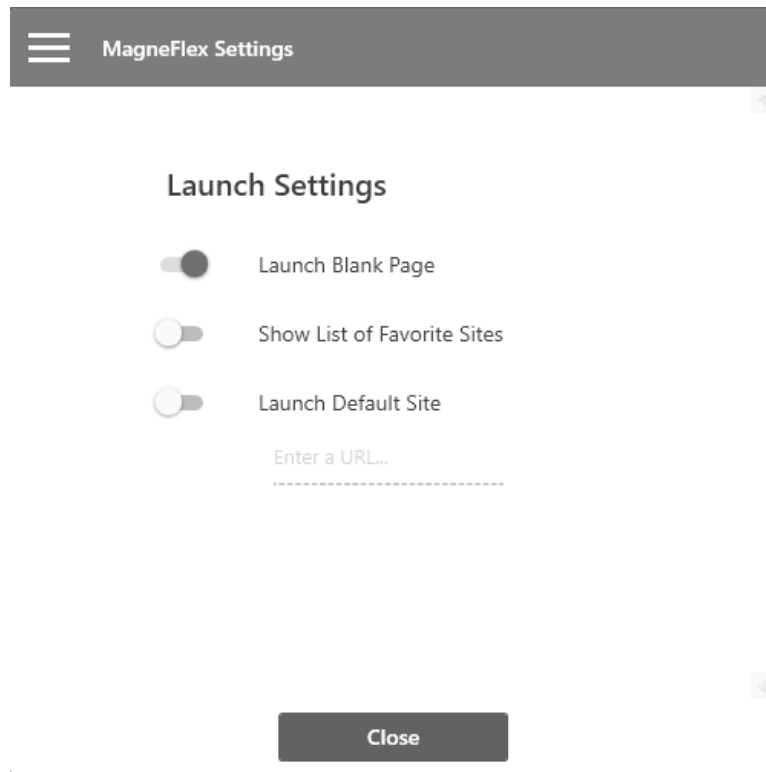 MagneFlex Settings
Launch Settings
Launch Blank Page
Show List of Favorite Sites
Launch Default Site
Enter a URL...
Close